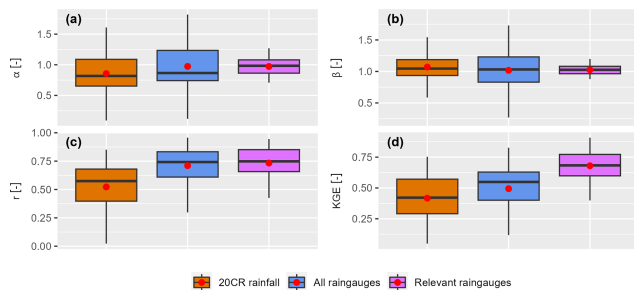 (a)
α [-]
1.5
1.0
0.5
(b)
β [-]
1.5
1.0
0.5
(c)
r [-]
1.00
0.75
0.50
0.25
0.00
(d)
KGE [-]
0.75
0.50
0.25
20CR rainfall
All raingauges
Relevant raingauges